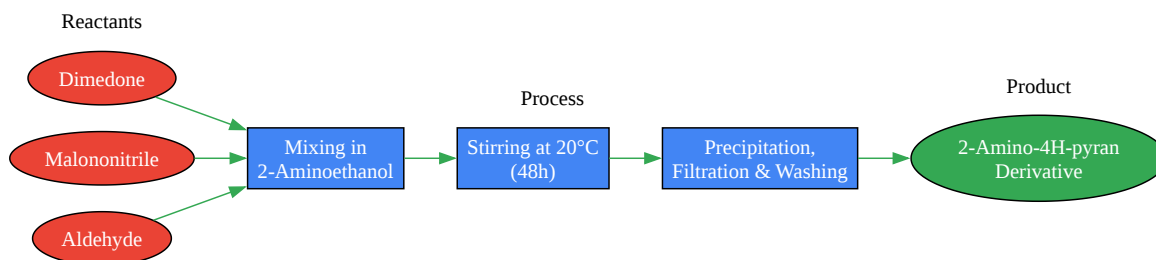 Reactants
Dimedone
Malononitrile
Aldehyde
Process
Mixing in
2-Aminoethanol
Stirring at 20°C
(48h)
Precipitation,
Filtration & Washing
Product
2-Amino-4H-pyran
Derivative